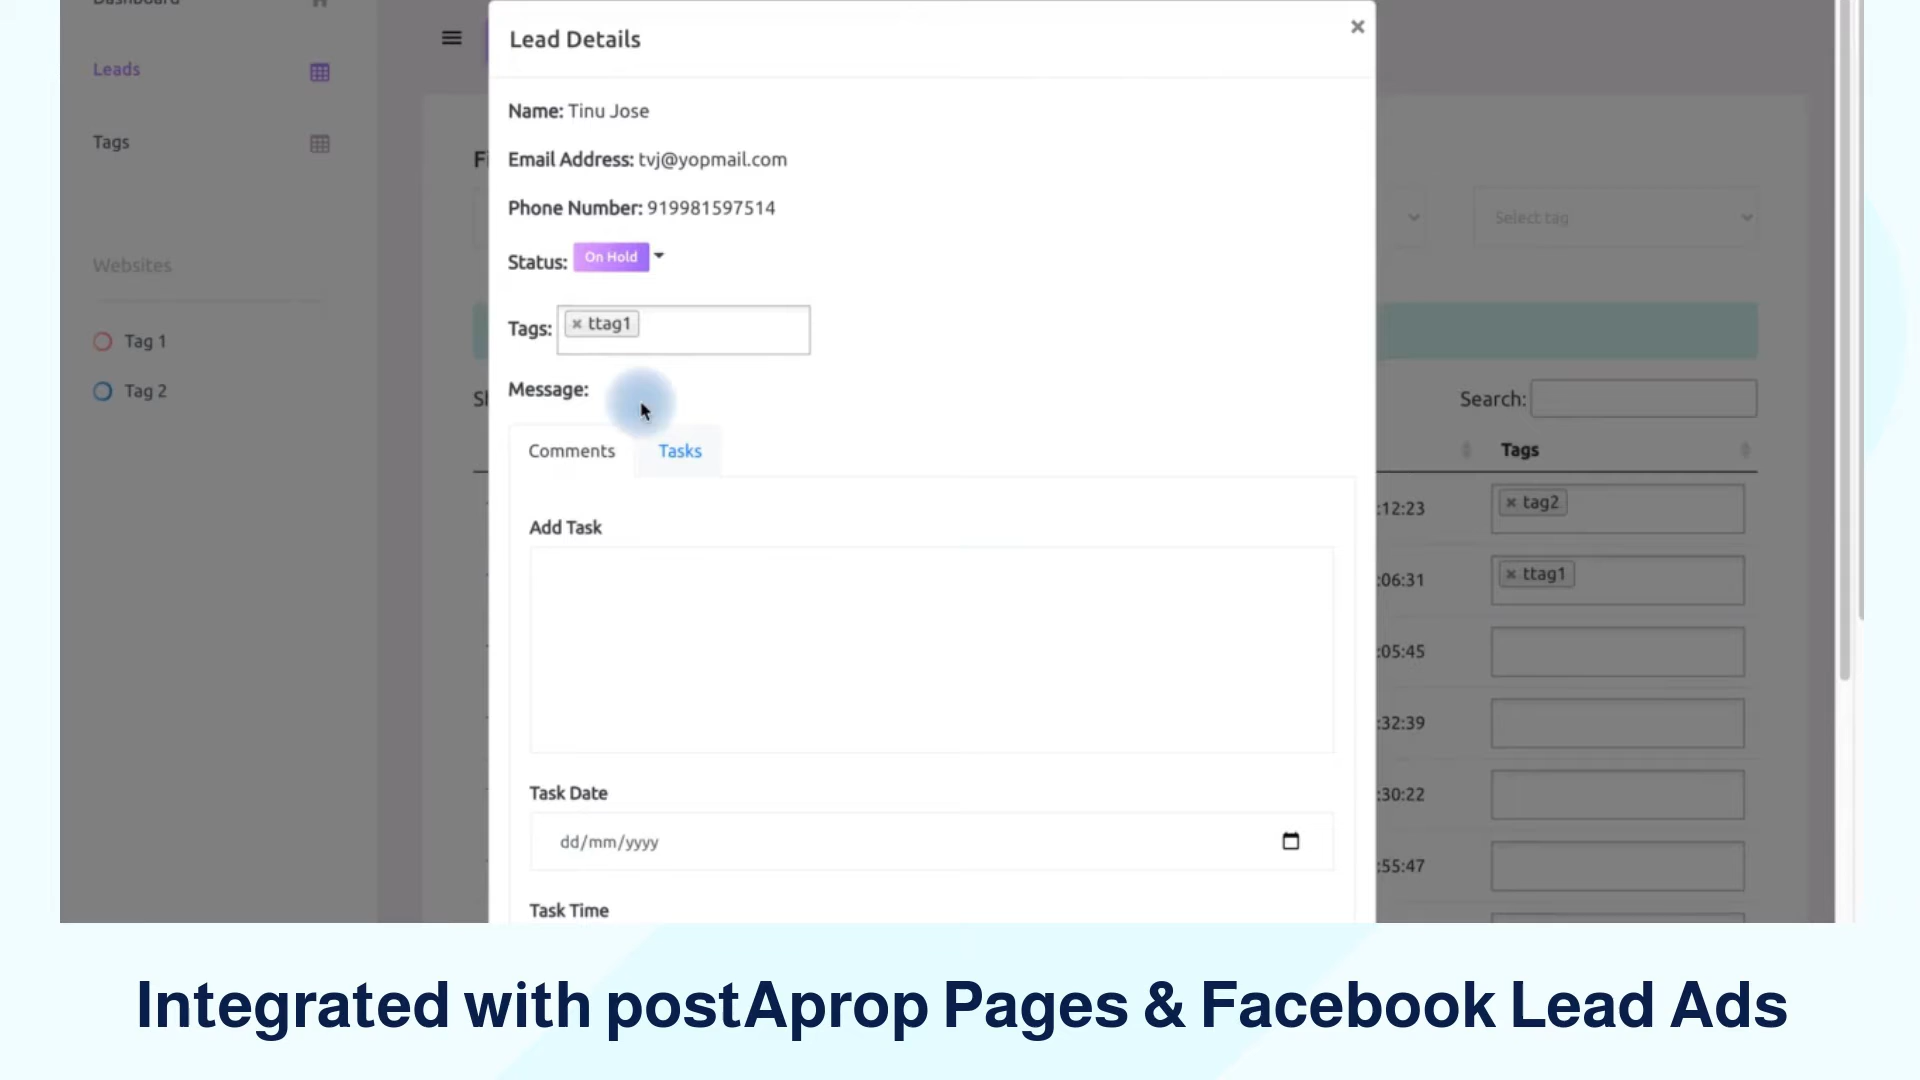 Dashboard
Leads
Tags
Websites
Tag 1
Tag 2
Lead Details
×
Name: Tinu Jose
Email Address: tvj@yopmail.com
Phone Number: 919981597514
Status: On Hold
Tags: × ttag1
Message:
Comments Tasks
Add Task
Task Date
dd/mm/yyyy
Task Time
Select tag
Search:
Tags
:12:23 × tag2
:06:31 × ttag1
:05:45
:32:39
:30:22
:55:47
Integrated with postAprop Pages & Facebook Lead Ads